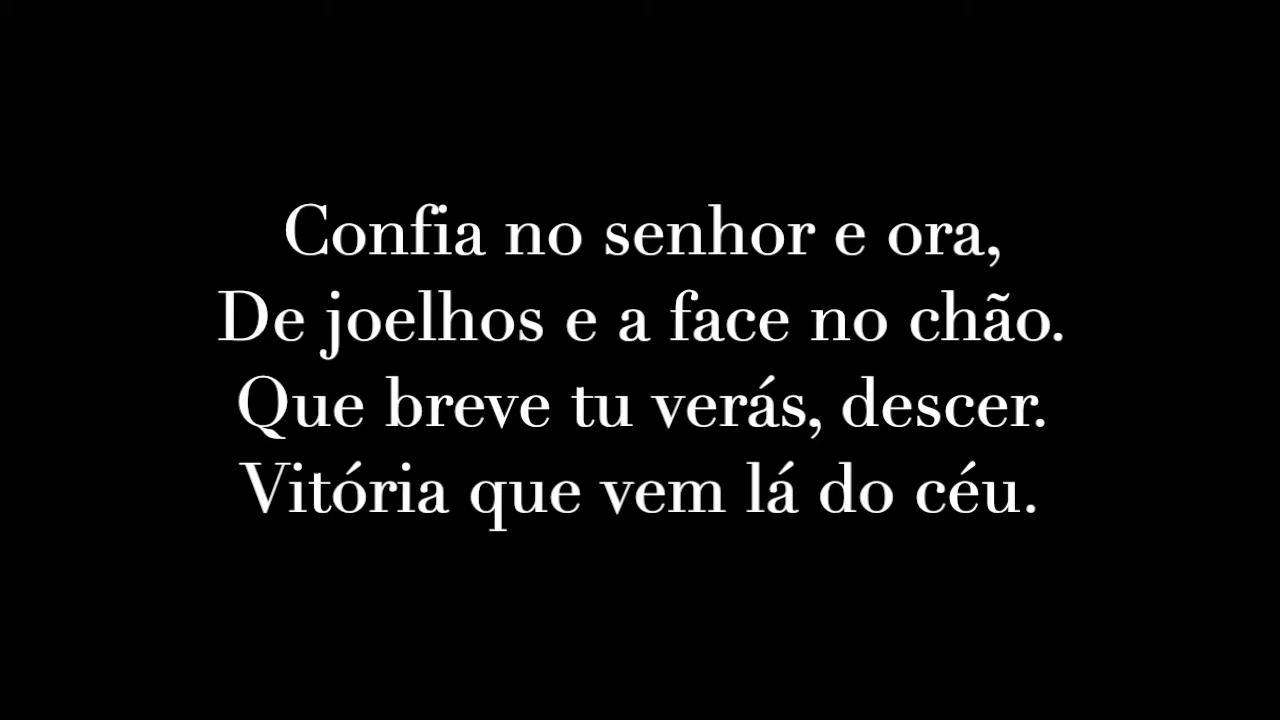 Confia no senhor e ora,
De joelhos e a face no chão.
Que breve tu verás, descer.
Vitória que vem lá do céu.